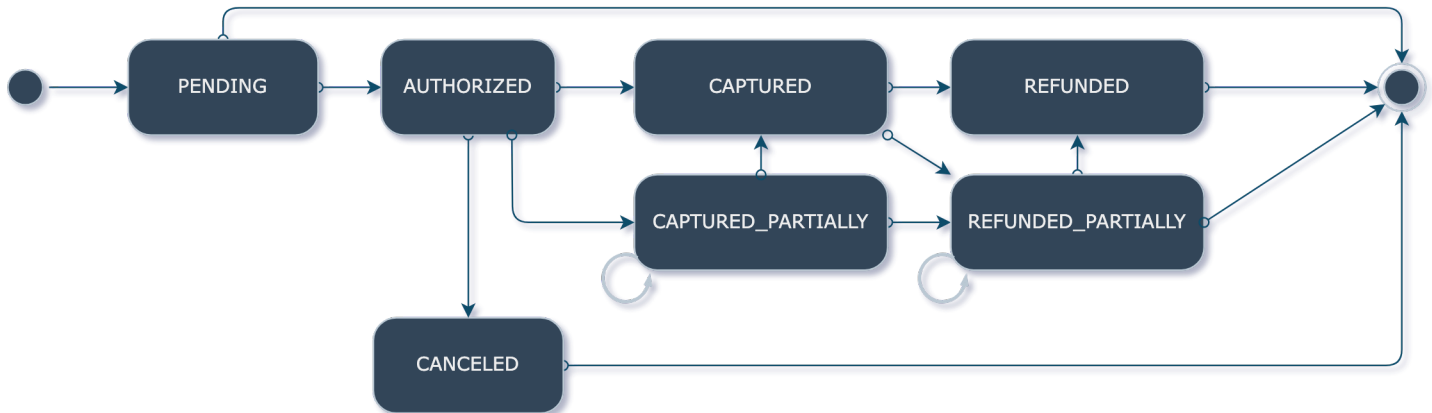 PENDING
AUTHORIZED
CAPTURED
REFUNDED
CAPTURED_PARTIALLY
REFUNDED_PARTIALLY
CANCELED